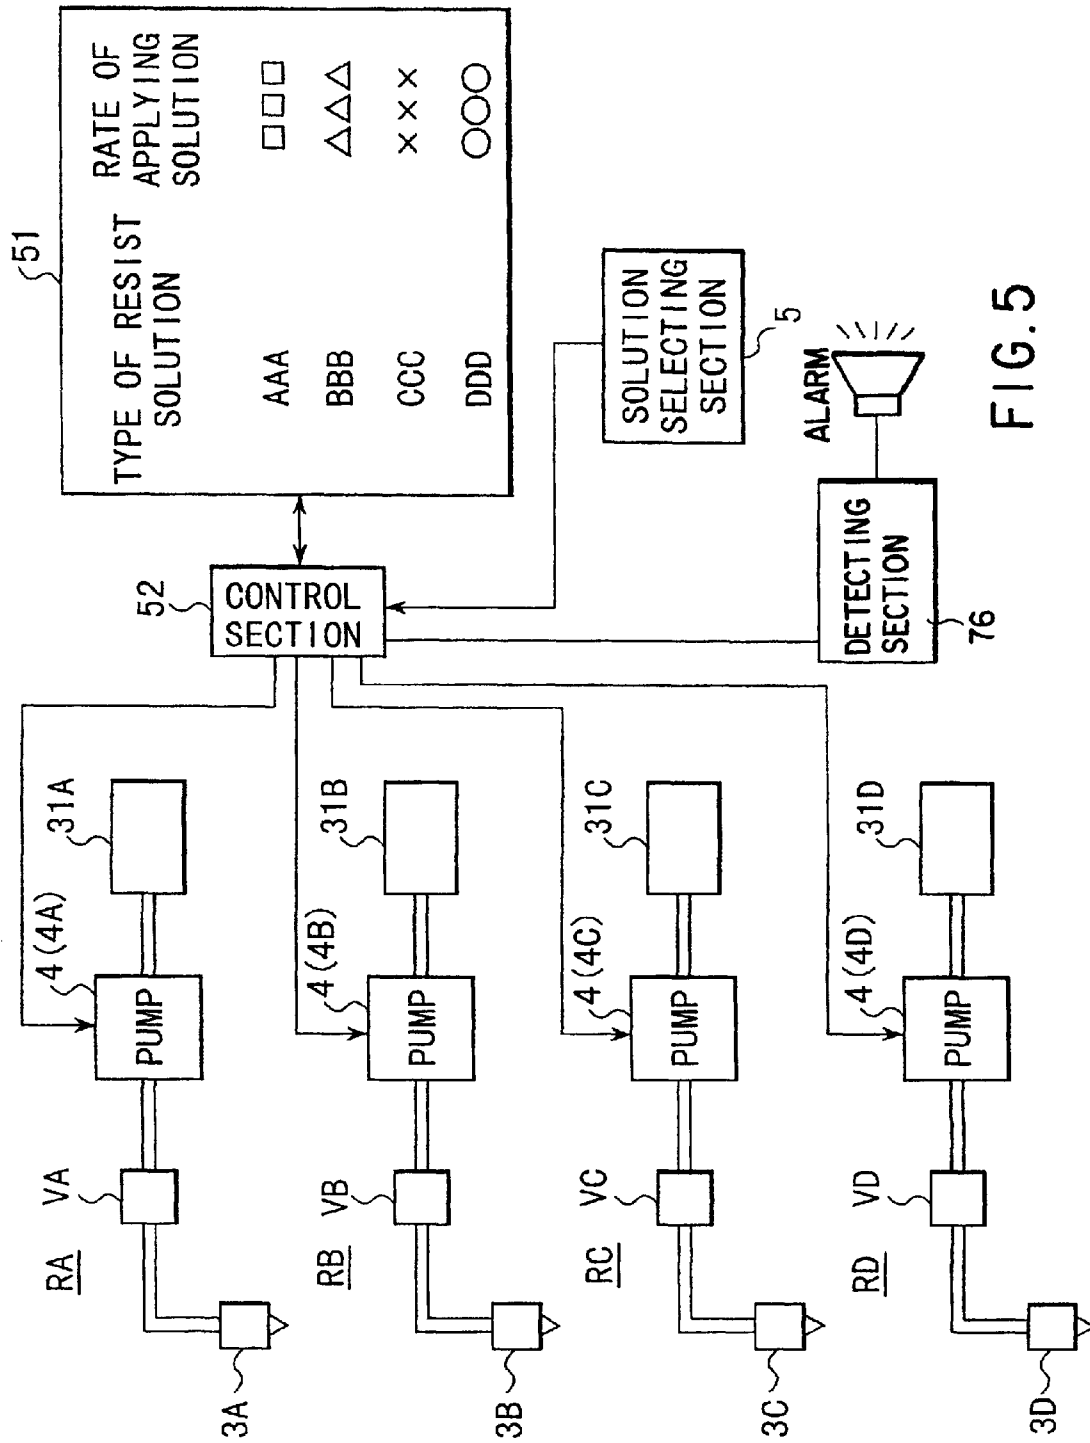 51
TYPE OF RESIST
SOLUTION
RATE OF
APPLYING
SOLUTION
AAA □□□
BBB △△△
CCC ×××
DDD ○○○
52
CONTROL
SECTION
SOLUTION
SELECTING
SECTION
5
ALARM
DETECTING
SECTION
76
RA
3A
VA
4(4A)
PUMP
31A
RB
3B
VB
4(4B)
PUMP
31B
RC
3C
VC
4(4C)
PUMP
31C
RD
3D
VD
4(4D)
PUMP
31D
FIG.5